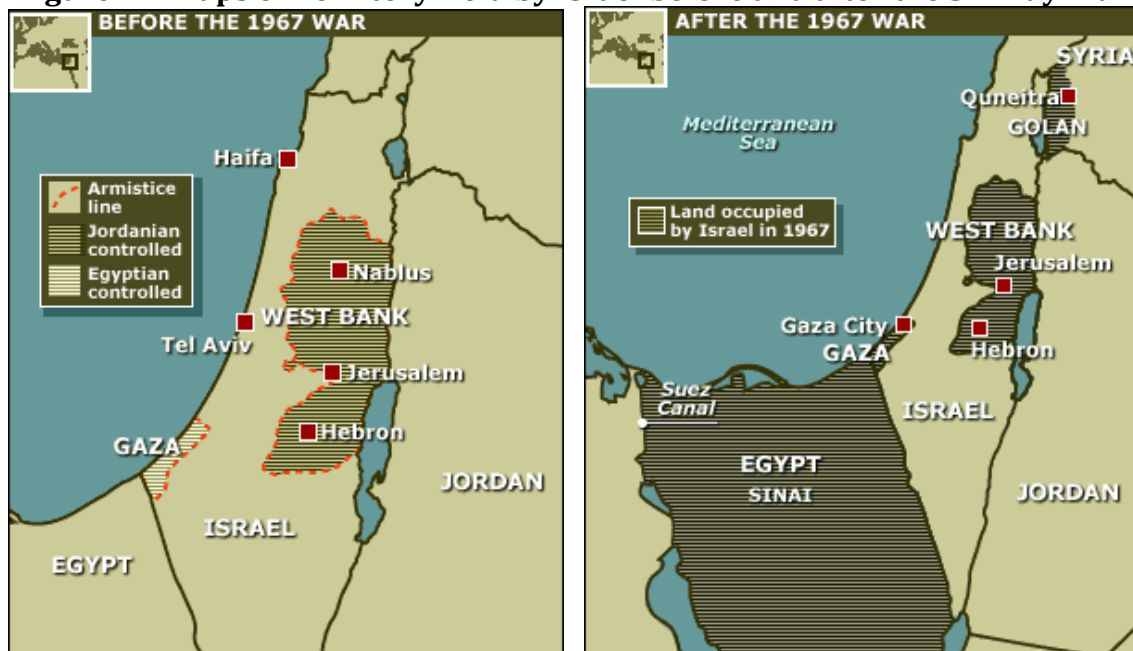 BEFORE THE 1967 WAR
Haifa
Armistice
line
Jordanian
controlled
Egyptian
controlled
Nablus
WEST BANK
Tel Aviv
Jerusalem
Hebron
GAZA
JORDAN
ISRAEL
EGYPT
AFTER THE 1967 WAR
SYRIA
Quneitra
GOLAN
Mediterranean
Sea
Land occupied
by Israel in 1967
WEST BANK
Jerusalem
Gaza City
GAZA
Hebron
Suez
Canal
ISRAEL
EGYPT
SINAI
JORDAN